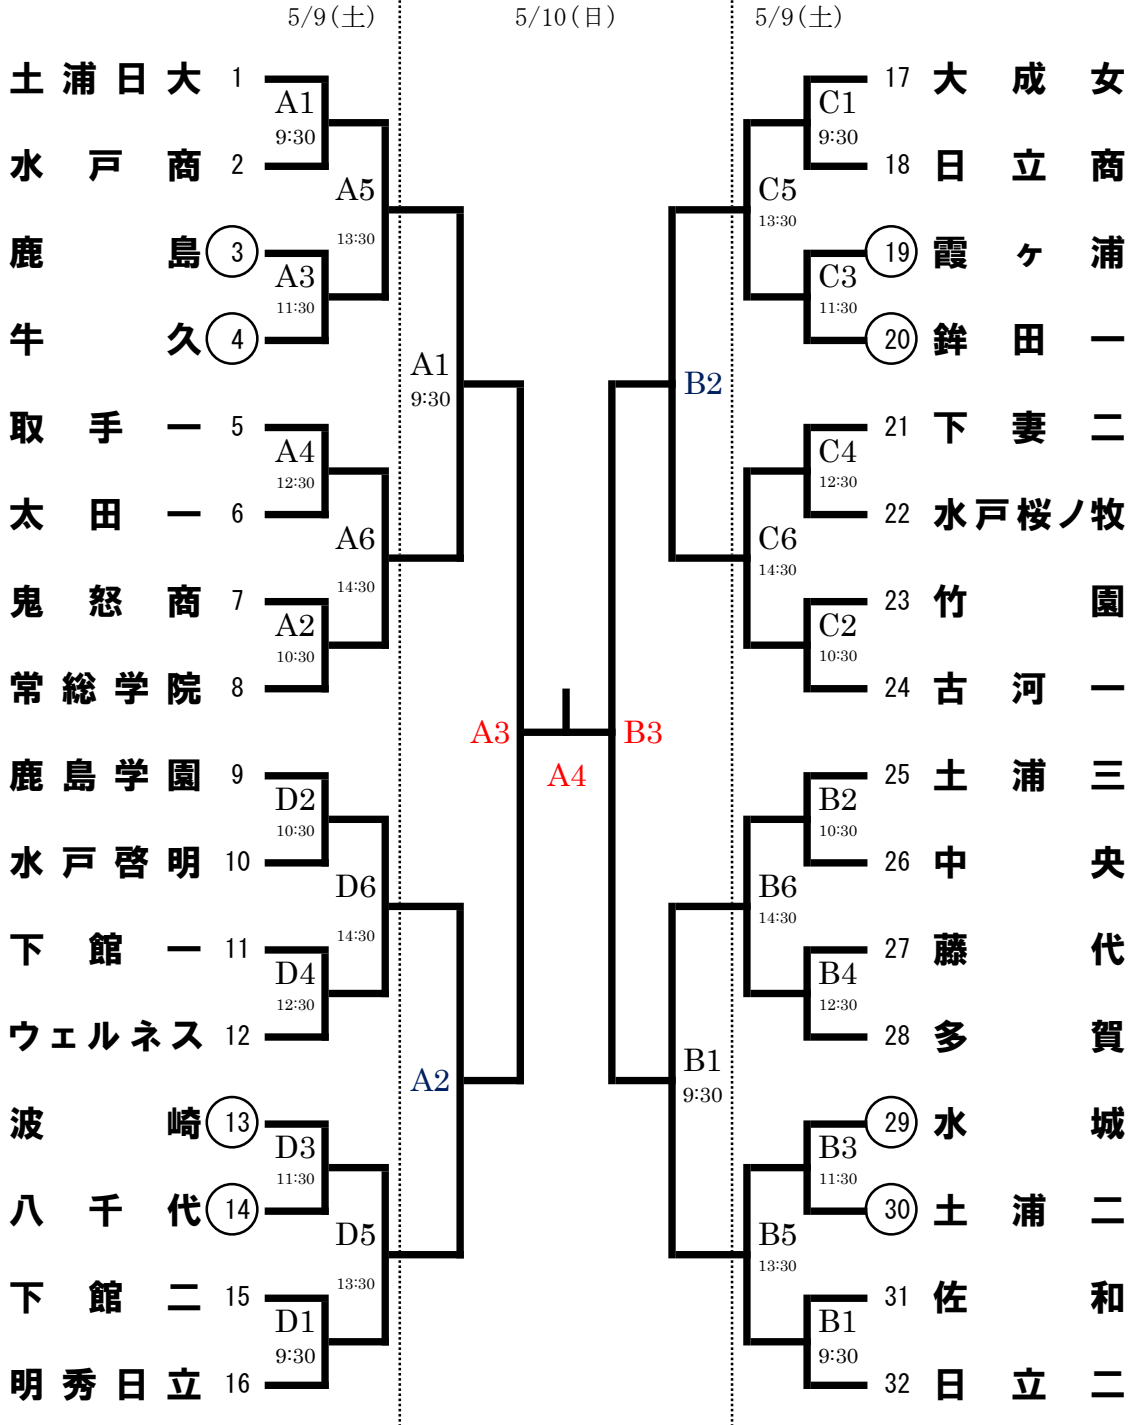 5/9(土) 5/10(日) 5/9(土)
土浦日大 1 17 大成女
A1 C1
9:30 9:30
水戸商 2 18 日立商
A5 C5
13:30 13:30
鹿島 3 19 霞ヶ浦
A3 C3
11:30 11:30
牛久 4 20 鉾田一
A1 B2
9:30
取手一 5 21 下妻二
A4 C4
12:30 12:30
太田一 6 22 水戸桜ノ牧
A6 C6
14:30 14:30
鬼怒商 7 23 竹園
A2 C2
10:30 10:30
常総学院 8 24 古河一
A3 B3
A4
鹿島学園 9 25 土浦三
D2 B2
10:30 10:30
水戸啓明 10 26 中央
D6 B6
14:30 14:30
下館一 11 27 藤代
D4 B4
12:30 12:30
ウェルネス 12 28 多賀
A2 B1
9:30
波崎 13 29 水城
D3 B3
11:30 11:30
八千代 14 30 土浦二
D5 B5
13:30 13:30
下館二 15 31 佐和
D1 B1
9:30 9:30
明秀日立 16 32 日立二